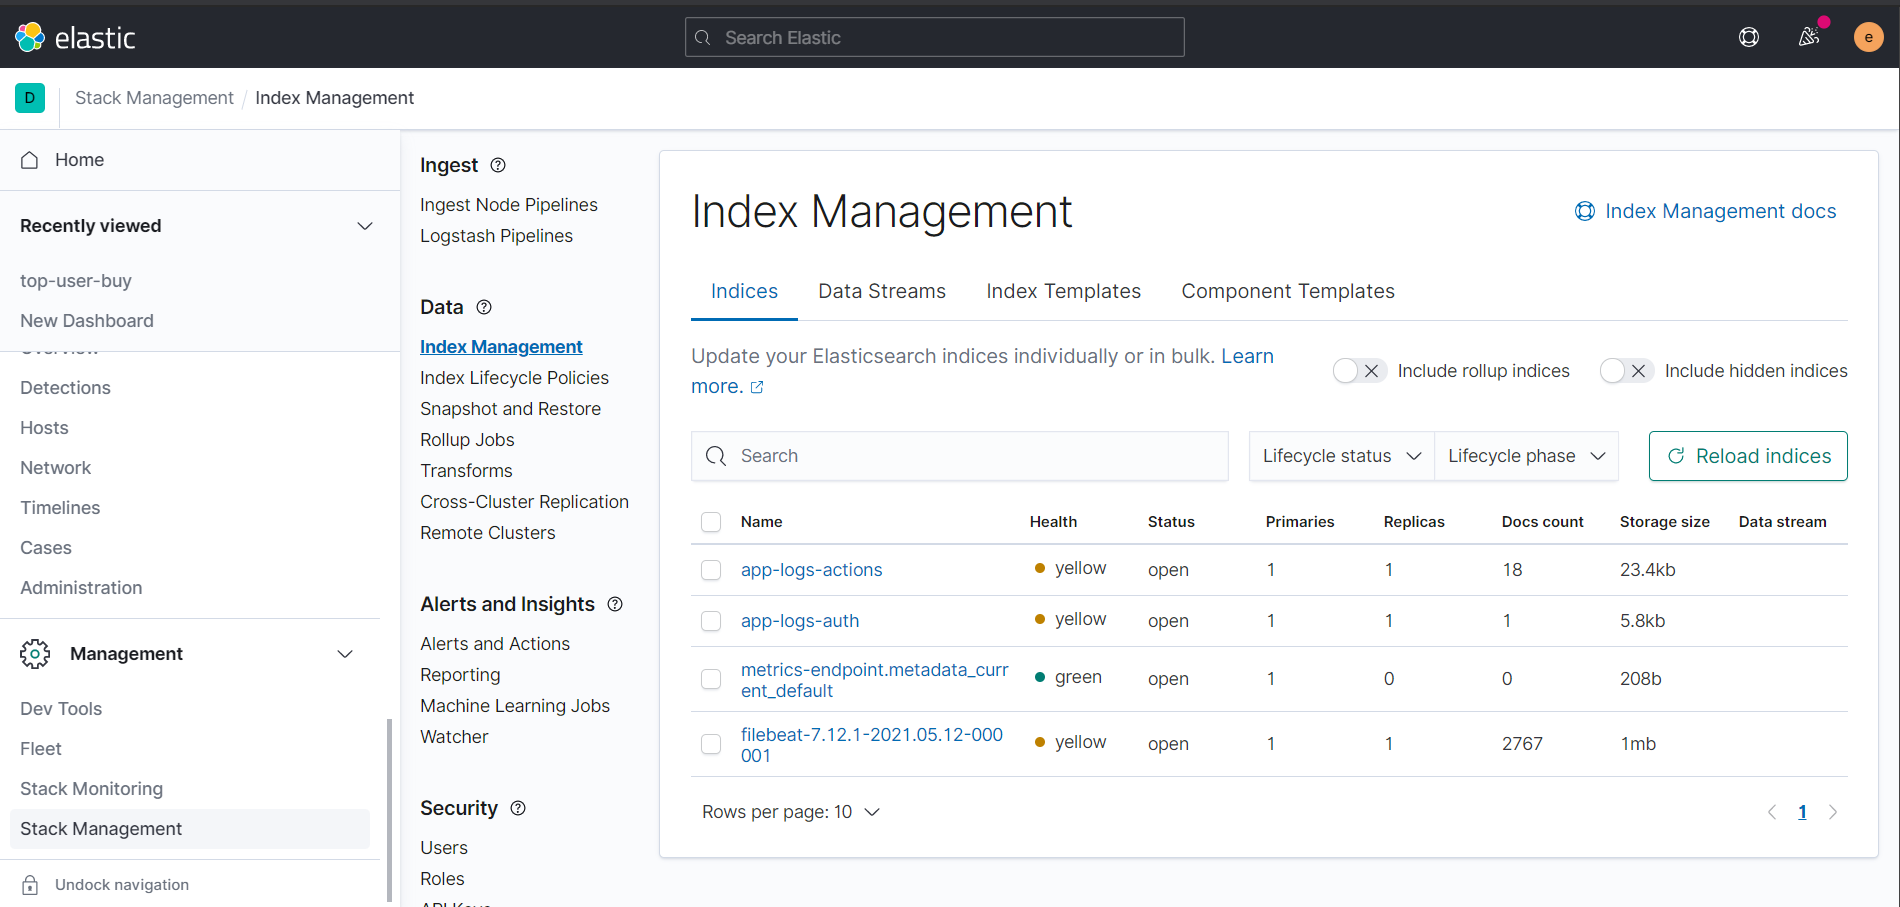 elastic
Search Elastic
e
D
Stack Management / Index Management
Home
Recently viewed
top-user-buy
New Dashboard
Overview
Detections
Hosts
Network
Timelines
Cases
Administration
Management
Dev Tools
Fleet
Stack Monitoring
Stack Management
Undock navigation
Ingest
Ingest Node Pipelines
Logstash Pipelines
Data
Index Management
Index Lifecycle Policies
Snapshot and Restore
Rollup Jobs
Transforms
Cross-Cluster Replication
Remote Clusters
Alerts and Insights
Alerts and Actions
Reporting
Machine Learning Jobs
Watcher
Security
Users
Roles
API Keys
Index Management
Index Management docs
Indices Data Streams Index Templates Component Templates
Update your Elasticsearch indices individually or in bulk. Learn
more.
Include rollup indices Include hidden indices
Search Lifecycle status Lifecycle phase Reload indices
Name Health Status Primaries Replicas Docs count Storage size Data stream
app-logs-actions yellow open 1 1 18 23.4kb
app-logs-auth yellow open 1 1 1 5.8kb
metrics-endpoint.metadata_curr
ent_default green open 1 0 0 208b
filebeat-7.12.1-2021.05.12-000
001 yellow open 1 1 2767 1mb
Rows per page: 10 1